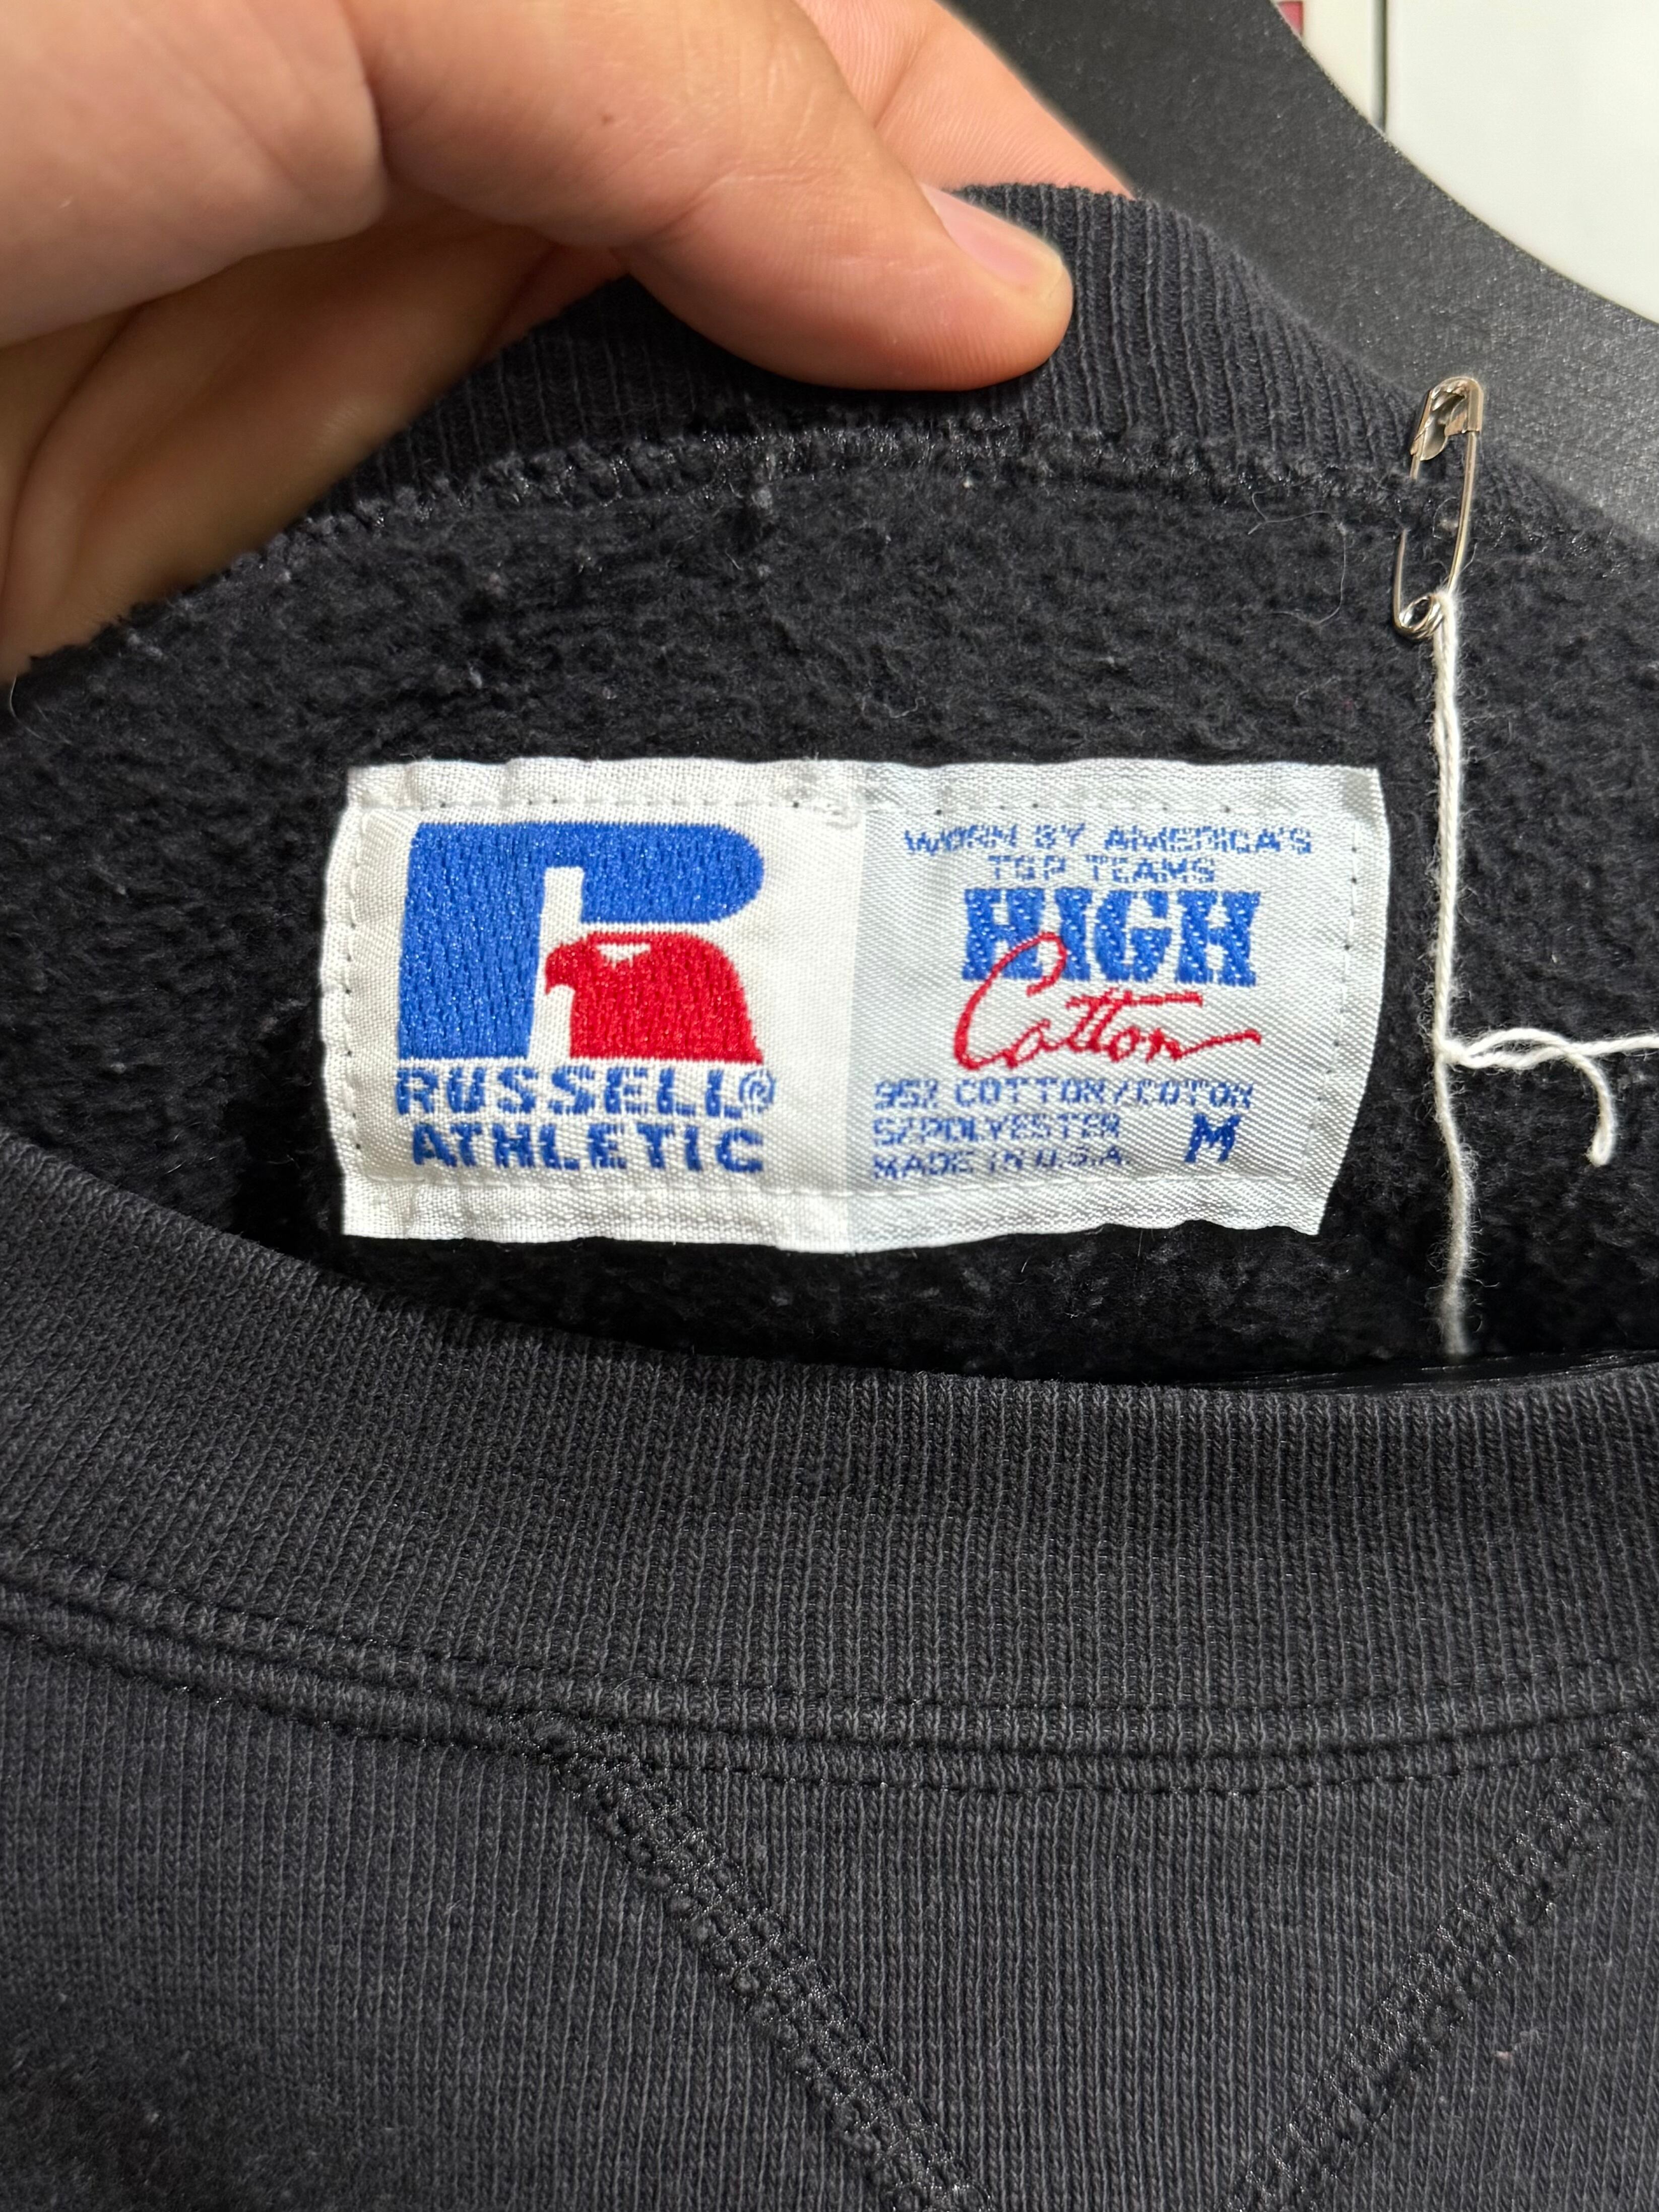 RUSSELL®
ATHLETIC
WORN BY AMERICA'S
TOP TEAMS
HIGH
Cotton
95% COTTON/COTON
5%POLYESTER
MADE IN U.S.A.
M